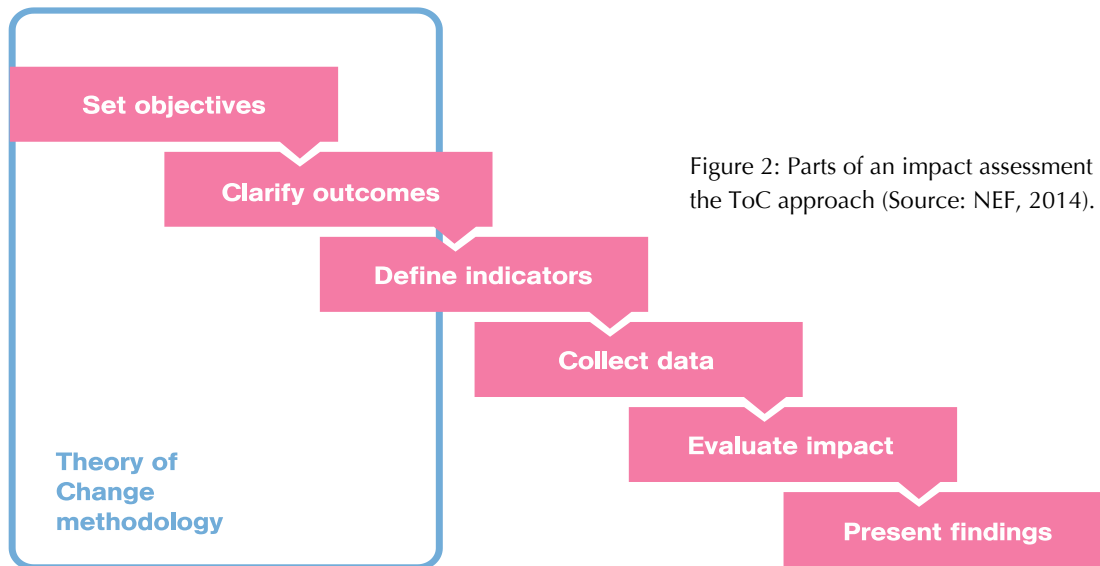 Set objectives
Clarify outcomes
Figure 2: Parts of an impact assessment
the ToC approach (Source: NEF, 2014).
Define indicators
Collect data
Evaluate impact
Theory of
Change
methodology
Present findings